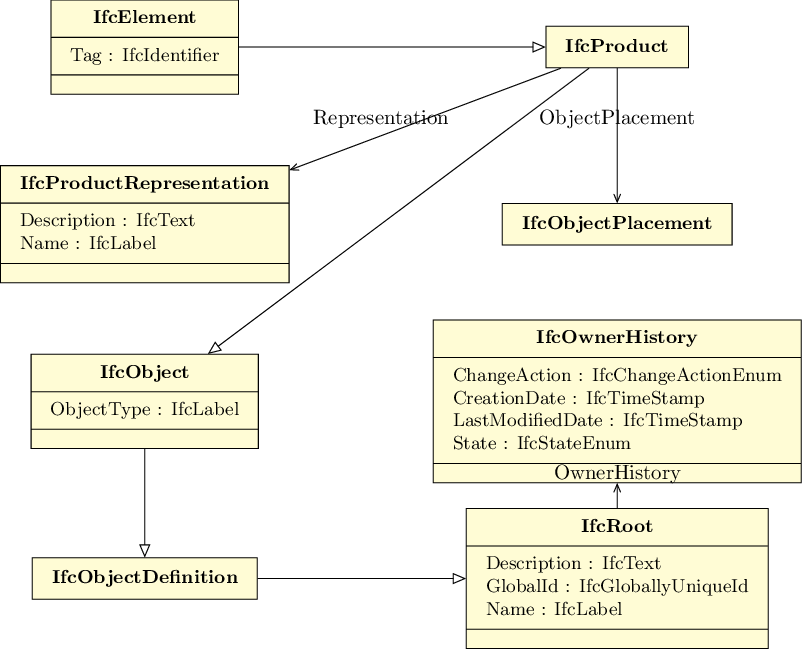 IfcElement
Tag : IfcIdentifier
IfcProduct
Representation
ObjectPlacement
IfcProductRepresentation
Description : IfcText
Name : IfcLabel
IfcObjectPlacement
IfcOwnerHistory
ChangeAction : IfcChangeActionEnum
CreationDate : IfcTimeStamp
LastModifiedDate : IfcTimeStamp
State : IfcStateEnum
OwnerHistory
IfcObject
ObjectType : IfcLabel
IfcObjectDefinition
IfcRoot
Description : IfcText
GlobalId : IfcGloballyUniqueId
Name : IfcLabel